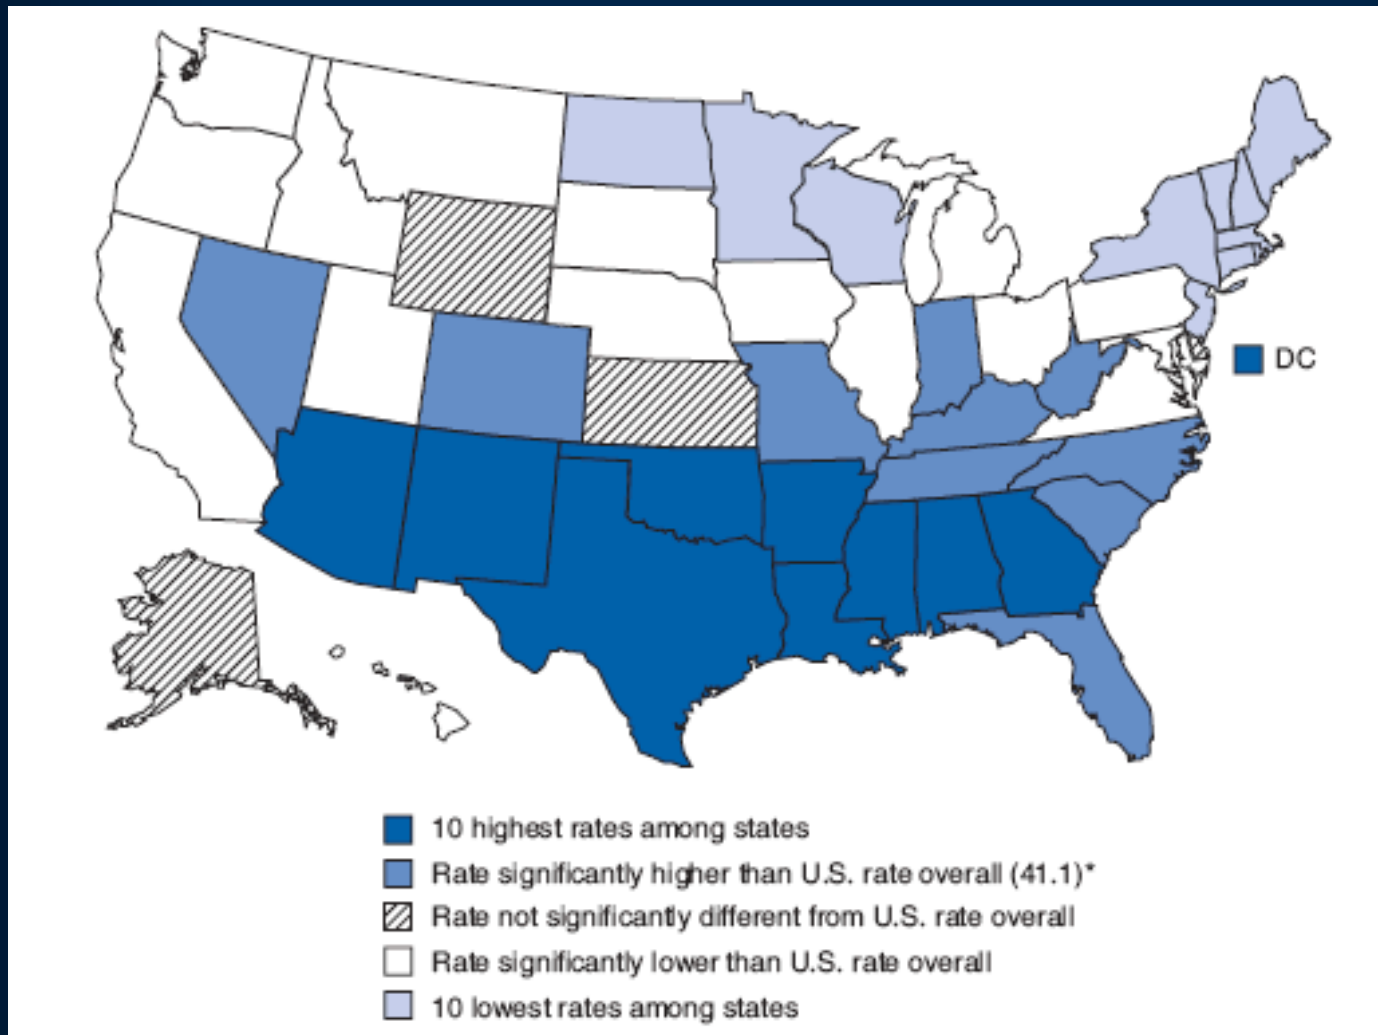 DC
10 highest rates among states
Rate significantly higher than U.S. rate overall (41.1)*
Rate not significantly different from U.S. rate overall
Rate significantly lower than U.S. rate overall
10 lowest rates among states